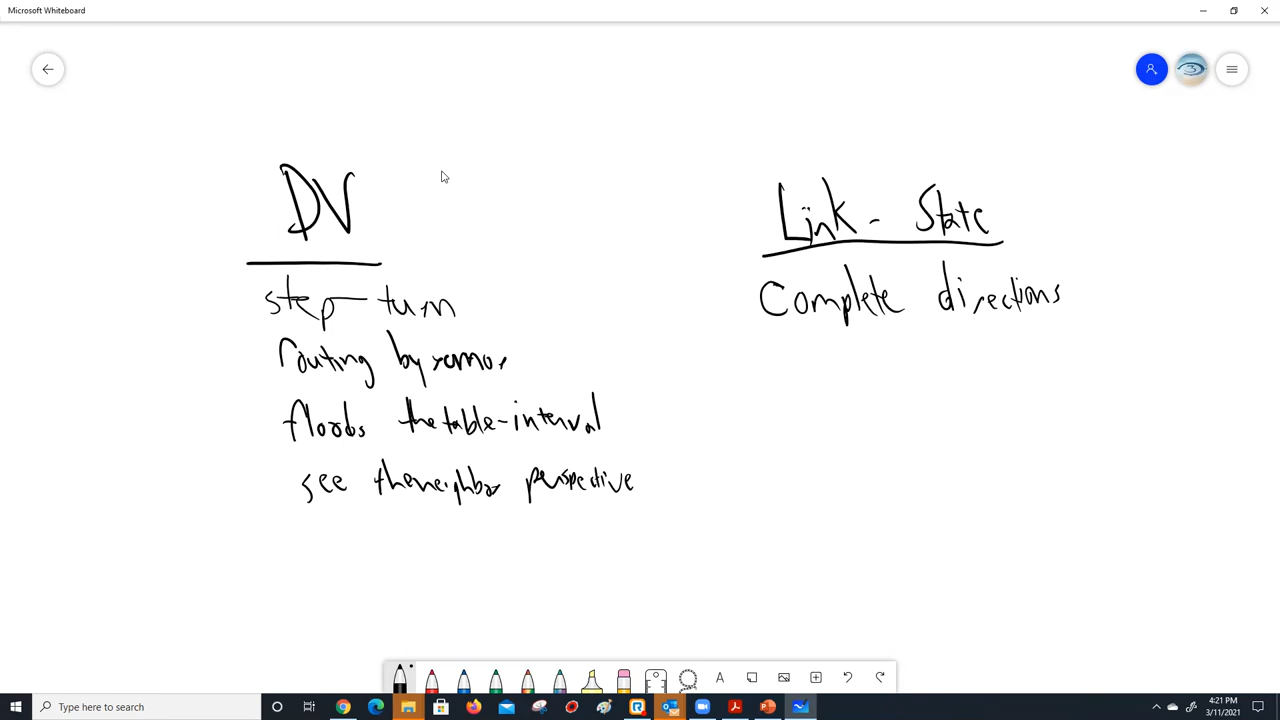 Microsoft Whiteboard
DV
step-turn
routing by rumor
floods the table-interval
see the neighbor perspective
Link - State
Complete directions
Type here to search
4:21 PM
3/11/2021